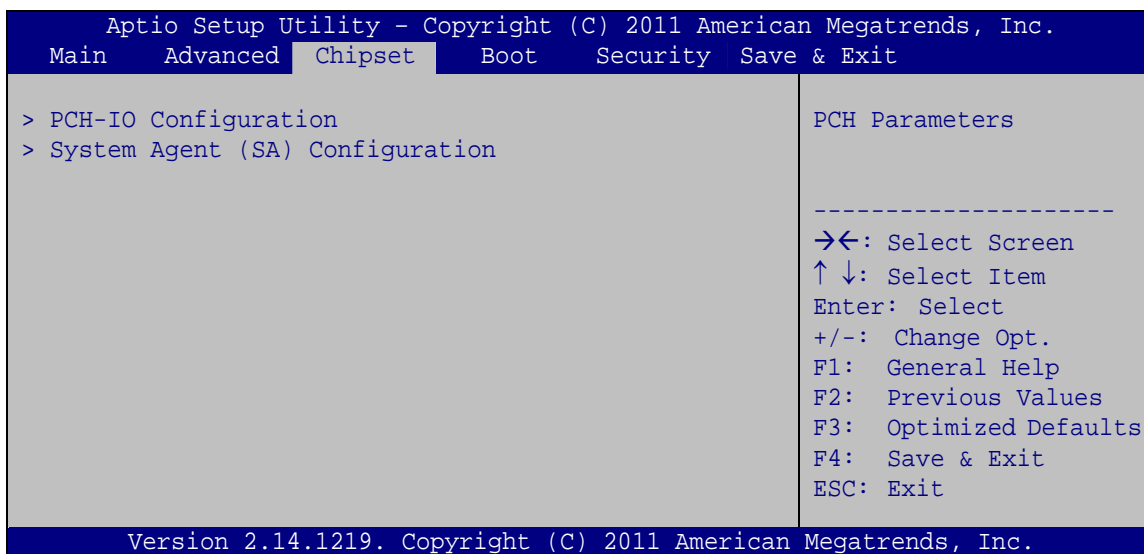 Aptio Setup Utility – Copyright (C) 2011 American Megatrends, Inc.
Main Advanced Chipset Boot Security Save & Exit
> PCH-IO Configuration
> System Agent (SA) Configuration
PCH Parameters
---------------------
→←: Select Screen
↑ ↓: Select Item
Enter: Select
+/-: Change Opt.
F1: General Help
F2: Previous Values
F3: Optimized Defaults
F4: Save & Exit
ESC: Exit
Version 2.14.1219. Copyright (C) 2011 American Megatrends, Inc.